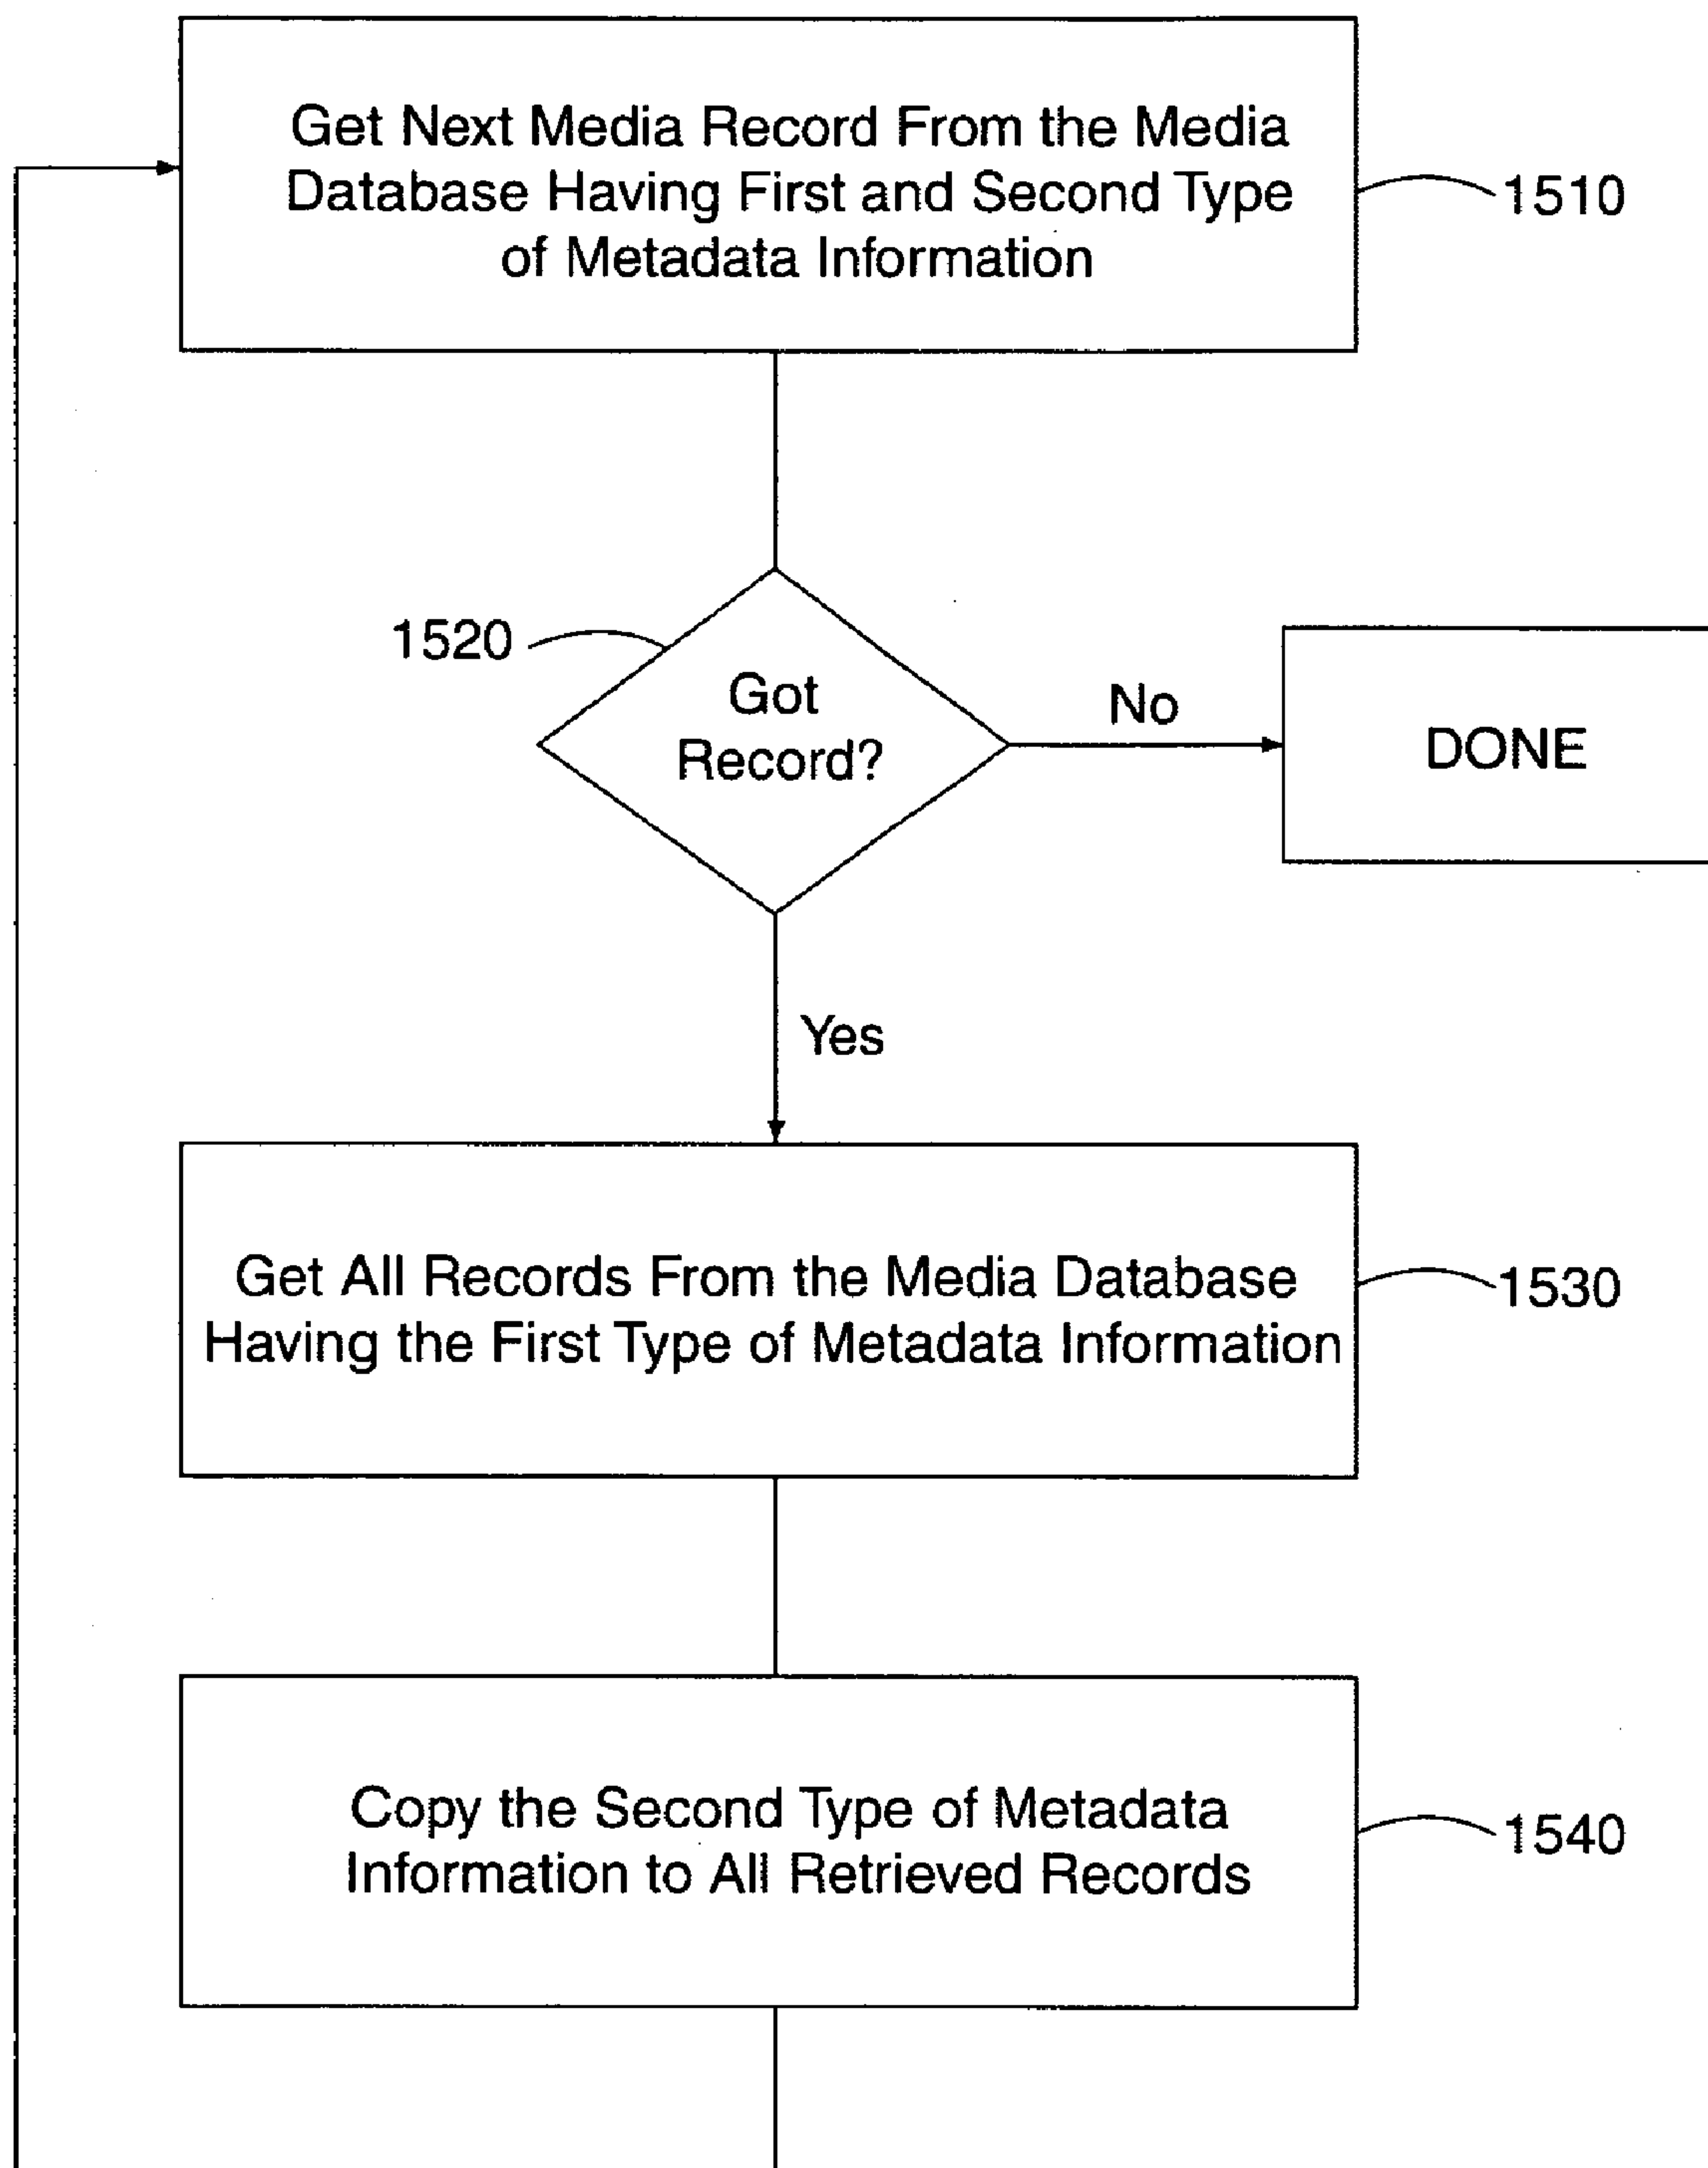 Get Next Media Record From the Media
Database Having First and Second Type
of Metadata Information
1510
1520
Got
Record?
No
DONE
Yes
Get All Records From the Media Database
Having the First Type of Metadata Information
1530
Copy the Second Type of Metadata
Information to All Retrieved Records
1540